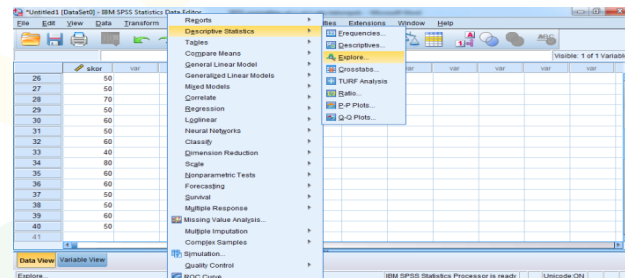 *Untitled1 [DataSet0] - IBM SPSS Statistics Data Editor
File Edit View Data Transform Extensions Window Help
Visible: 1 of 1 Variable
skor var var var var var var
26 50
27 50
28 70
29 50
30 60
31 50
32 60
33 40
34 80
35 60
36 60
37 50
38 50
39 60
40 50
41
Data View Variable View
Explore...
IBM SPSS Statistics Processor is ready Unicode:ON
Reports
Descriptive Statistics
Tables
Compare Means
General Linear Model
Generalized Linear Models
Mixed Models
Correlate
Regression
Loglinear
Neural Networks
Classify
Dimension Reduction
Scale
Nonparametric Tests
Forecasting
Survival
Multiple Response
Missing Value Analysis...
Multiple Imputation
Complex Samples
Simulation...
Quality Control
ROC Curve
Frequencies...
Descriptives...
Explore...
Crosstabs...
TURF Analysis
Ratio...
P-P Plots...
Q-Q Plots...